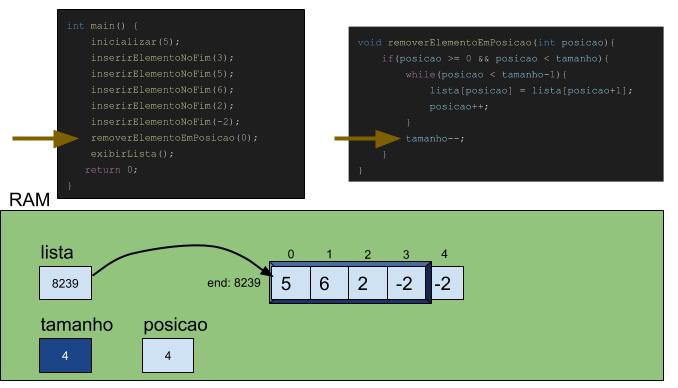 int main() {
inicializar(5);
inserirElementoNoFim(3);
inserirElementoNoFim(5);
inserirElementoNoFim(6);
inserirElementoNoFim(2);
inserirElementoNoFim(-2);
removerElementoEmPosicao(0);
exibirLista();
return 0;
}
void removerElementoEmPosicao(int posicao){
if(posicao >= 0 && posicao < tamanho){
while(posicao < tamanho-1){
lista[posicao] = lista[posicao+1];
posicao++;
}
tamanho--;
}
}
RAM
lista
8239
end: 8239
0 1 2 3 4
5 6 2 -2 -2
tamanho posicao
4 4